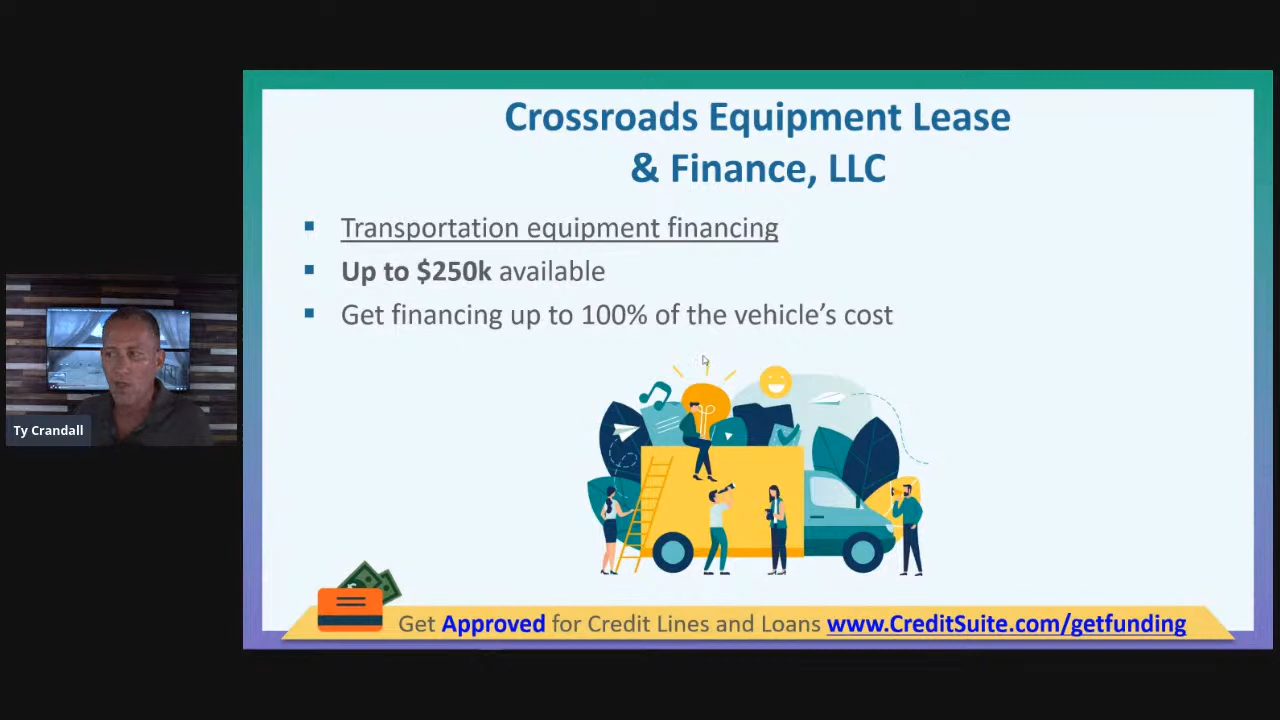 Crossroads Equipment Lease
& Finance, LLC
Transportation equipment financing
Up to $250k available
Get financing up to 100% of the vehicle’s cost
Ty Crandall
Get Approved for Credit Lines and Loans www.CreditSuite.com/getfunding